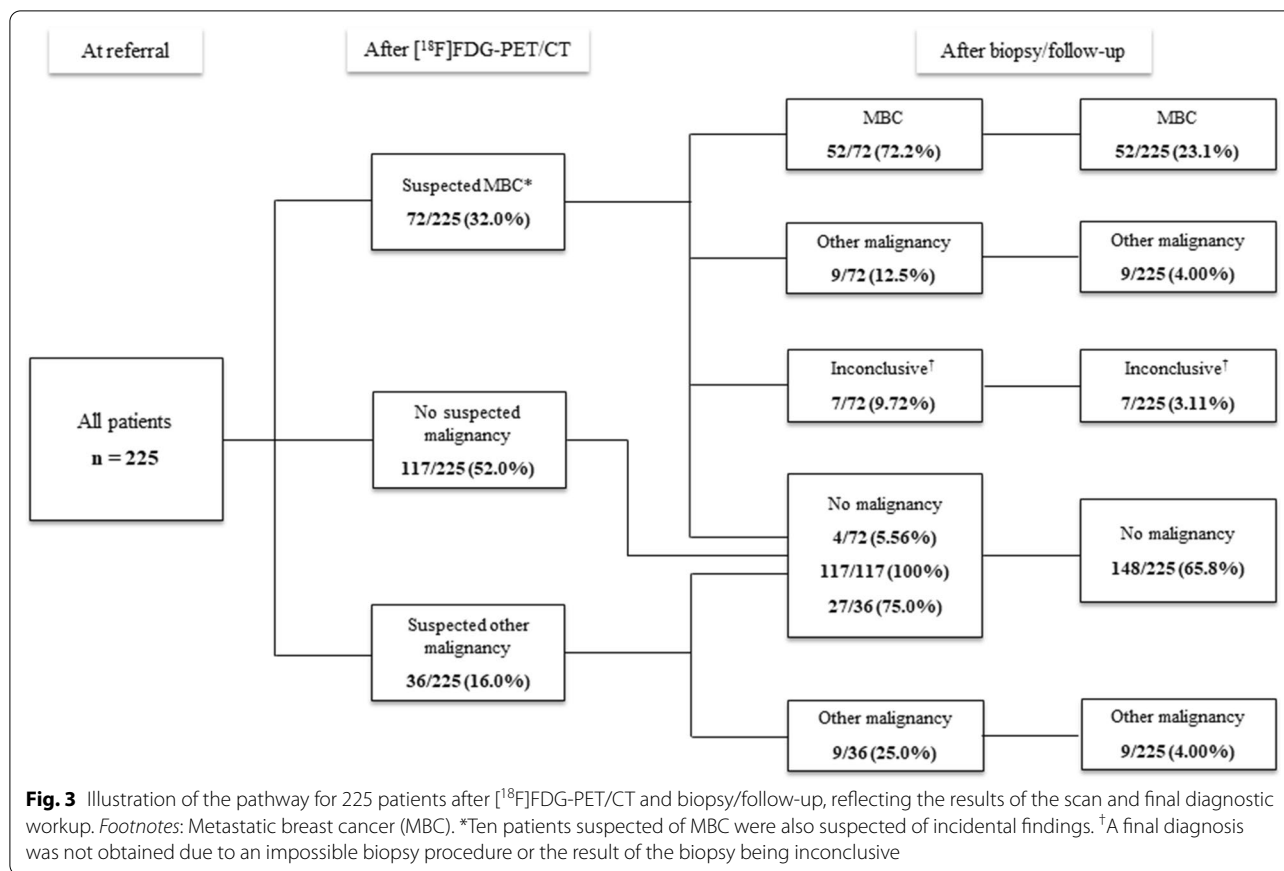 At referral
After [18F]FDG-PET/CT
After biopsy/follow-up
All patients
n = 225
Suspected MBC*
72/225 (32.0%)
No suspected
malignancy
117/225 (52.0%)
Suspected other
malignancy
36/225 (16.0%)
MBC
52/72 (72.2%)
MBC
52/225 (23.1%)
Other malignancy
9/72 (12.5%)
Other malignancy
9/225 (4.00%)
Inconclusive†
7/72 (9.72%)
Inconclusive†
7/225 (3.11%)
No malignancy
4/72 (5.56%)
117/117 (100%)
27/36 (75.0%)
No malignancy
148/225 (65.8%)
Other malignancy
9/36 (25.0%)
Other malignancy
9/225 (4.00%)
Fig. 3 Illustration of the pathway for 225 patients after [18F]FDG-PET/CT and biopsy/follow-up, reflecting the results of the scan and final diagnostic
workup. Footnotes: Metastatic breast cancer (MBC). *Ten patients suspected of MBC were also suspected of incidental findings. †A final diagnosis
was not obtained due to an impossible biopsy procedure or the result of the biopsy being inconclusive